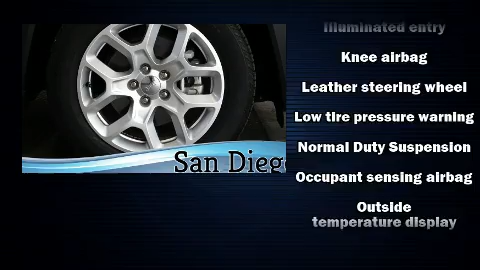 Illuminated entry
Knee airbag
Leather steering wheel
Low tire pressure warning
Normal Duty Suspension
Occupant sensing airbag
Outside
temperature display
San Dieg